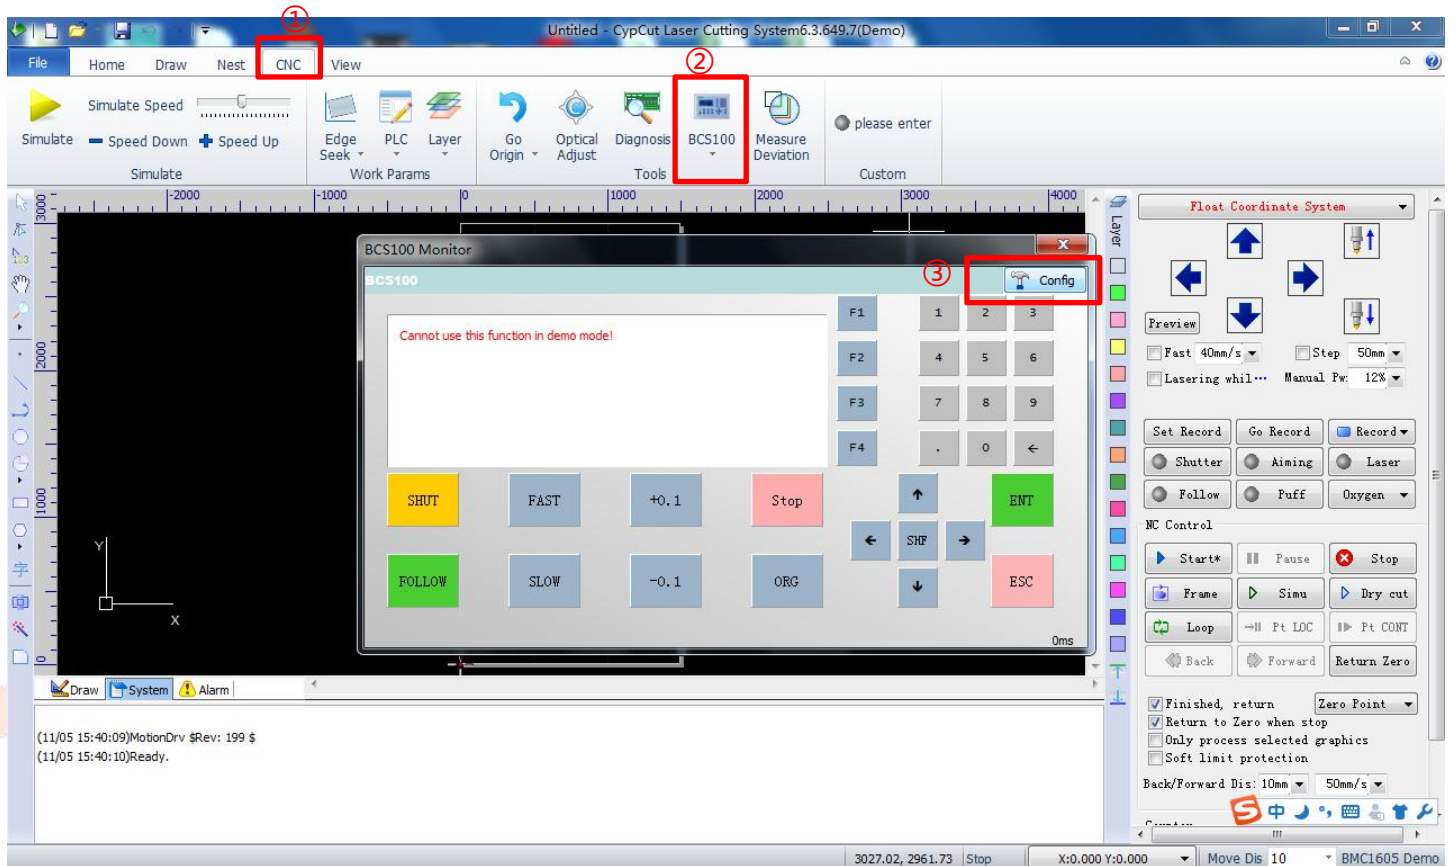 ①
Untitled - CypCut Laser Cutting System6.3.649.7(Demo)
File Home Draw Nest CNC View
②
Simulate Speed
Simulate Speed Down Speed Up
Edge Seek PLC Layer
Go Origin Optical Adjust Diagnosis BCS100 Measure Deviation
please enter
Simulate Work Params Tools Custom
-2000 -1000 0 1000 2000 3000 4000
3000
2000
1000
0
Y
X
123
字
Layer
BCS100 Monitor
BCS100
③
Config
Cannot use this function in demo mode!
F1 1 2 3
F2 4 5 6
F3 7 8 9
F4 . 0 ←
SHUT FAST +0.1 Stop ↑ ENT
← SHF →
FOLLOW SLOW -0.1 ORG ↓ ESC
0ms
Float Coordinate System
Preview
Fast 40mm/s Step 50mm
Lasering whil··· Manual Pw: 12%
Set Record Go Record Record
Shutter Aiming Laser
Follow Puff Oxygen
NC Control
Start* Pause Stop
Frame Simu Dry cut
Loop Pt LOC Pt CONT
Back Forward Return Zero
Finished, return Zero Point
Return to Zero when stop
Only process selected graphics
Soft limit protection
Back/Forward Dis: 10mm 50mm/s
S 中
Draw System Alarm
(11/05 15:40:09)MotionDrv $Rev: 199 $
(11/05 15:40:10)Ready.
3027.02, 2961.73 Stop X:0.000 Y:0.000 Move Dis 10 BMC1605 Demo